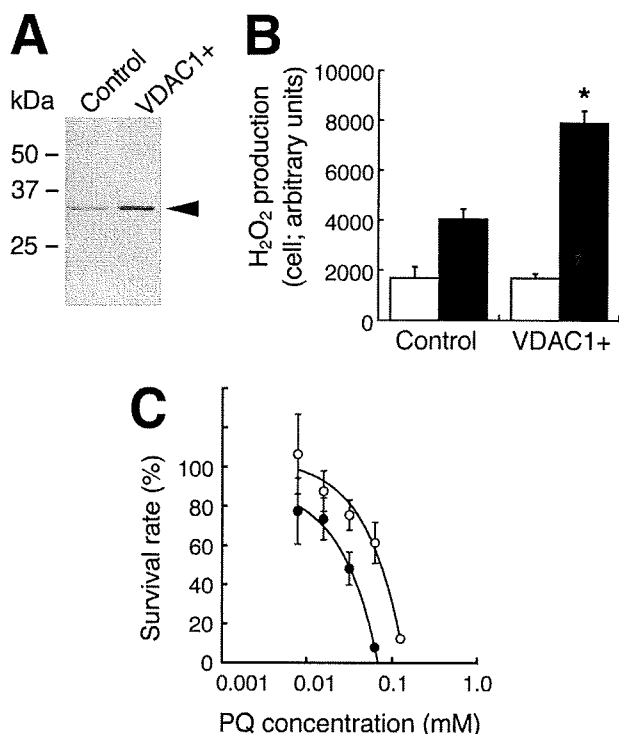 A
Control
VDAC1+
kDa
50
37
25
B
H₂O₂ production
(cell; arbitrary units)
10000
8000
6000
4000
2000
0
*
Control
VDAC1+
C
Survival rate (%)
100
80
60
40
20
0
0.001
0.01
0.1
1.0
PQ concentration (mM)